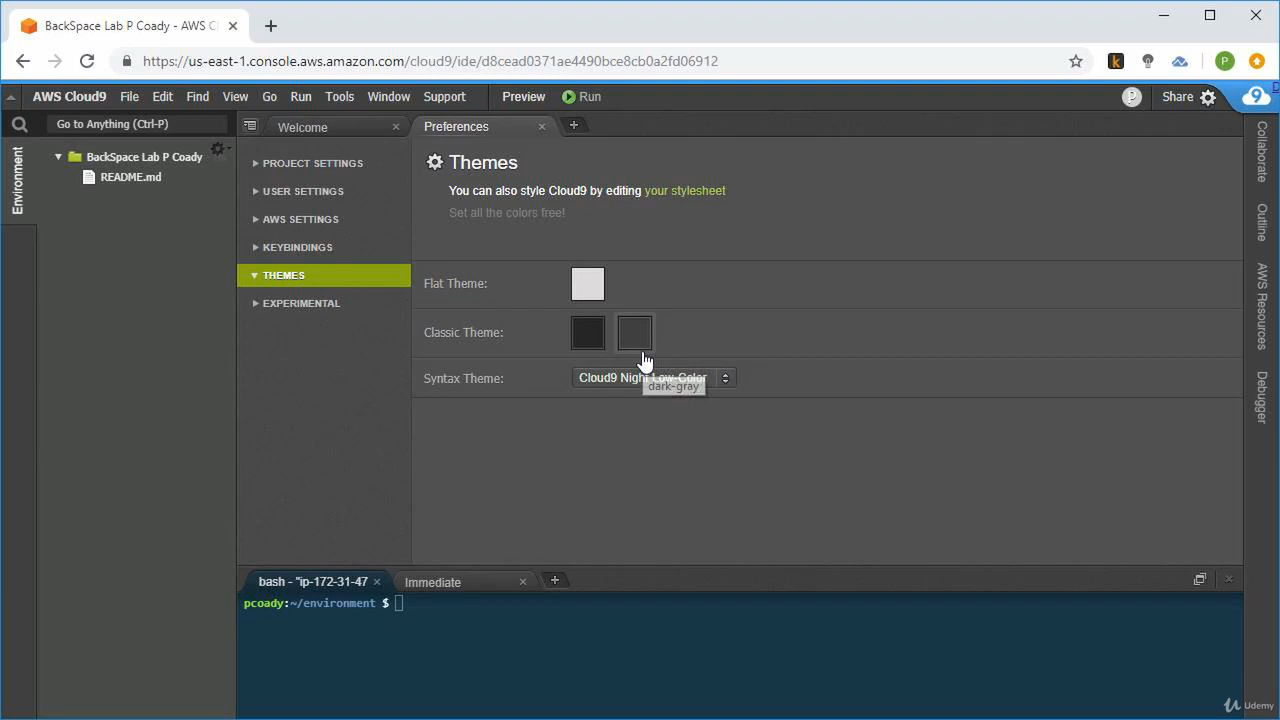 BackSpace Lab P Coady - AWS Cl
https://us-east-1.console.aws.amazon.com/cloud9/ide/d8cead0371ae4490bce8cb0a2fd06912
k
P
AWS Cloud9 File Edit Find View Go Run Tools Window Support Preview Run P Share 9
Go to Anything (Ctrl-P)
Welcome
Preferences
Environment
BackSpace Lab P Coady
README.md
PROJECT SETTINGS
USER SETTINGS
AWS SETTINGS
KEYBINDINGS
THEMES
EXPERIMENTAL
Themes
You can also style Cloud9 by editing your stylesheet
Set all the colors free!
Flat Theme:
Classic Theme:
Syntax Theme: Cloud9 Night Low-Color
dark-gray
Collaborate
Outline
AWS Resources
Debugger
bash - "ip-172-31-47
Immediate
pcoady:~/environment $
Udemy